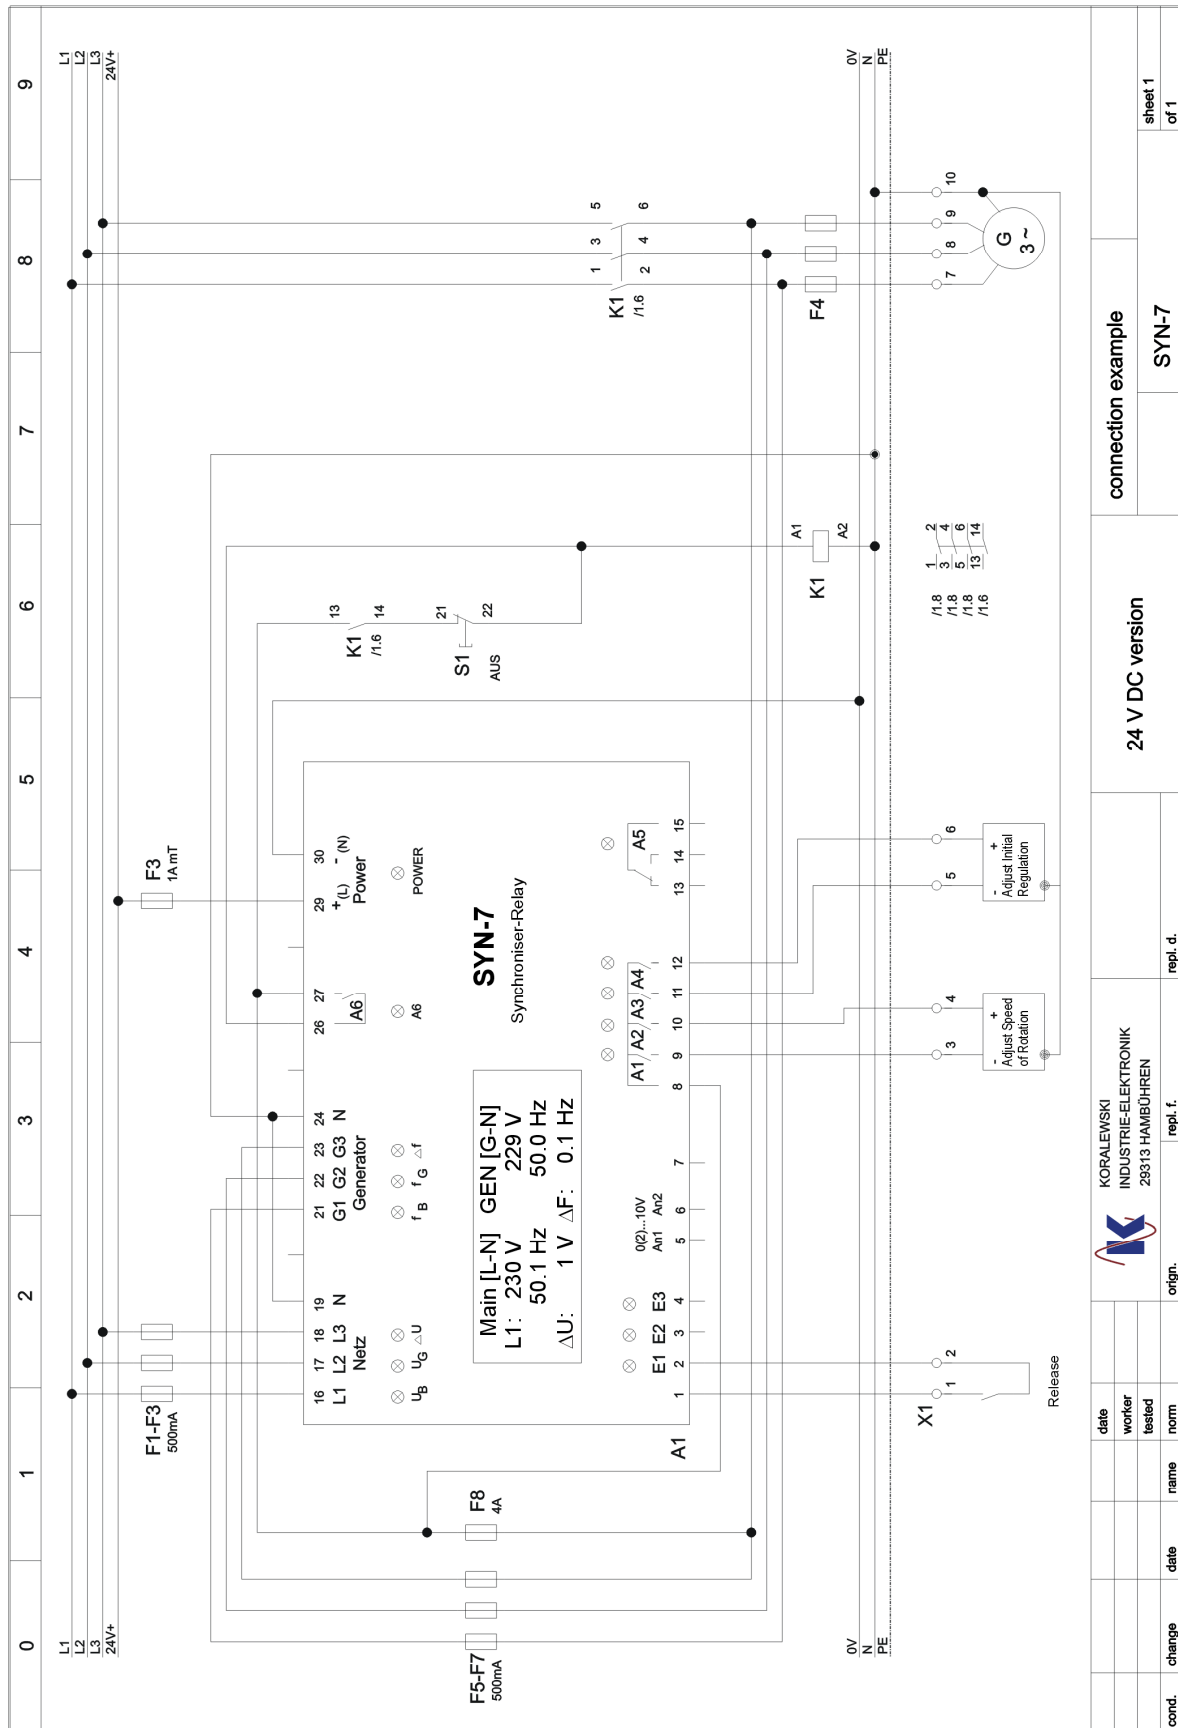 0 1 2 3 4 5 6 7 8 9
L1
L2
L3
24V+
L1
L2
L3
24V+
F1-F3
500mA
F3
1A mT
16 17 18 19 21 22 23 24 26 27 29 30
L1 L2 L3 N G1 G2 G3 N A6 +(L) - (N)
Netz
Generator
Power
U B U G △U f B f G △f A6 POWER
SYN-7
Synchroniser-Relay
Main [L-N] GEN [G-N]
L1: 230 V 229 V
50.1 Hz 50.0 Hz
△U: 1 V △F: 0.1 Hz
E1 E2 E3
0(2)...10V
An1 An2
A1 A2 A3 A4 A5
1 2 3 4 5 6 7 8 9 10 11 12 13 14 15
A1
F5-F7
500mA
F8
4A
K1
/1.6
13
14
S1
AUS
21
22
K1
A1
A2
K1
/1.6
1 3 5
2 4 6
F4
0V
N
PE
0V
N
PE
X1
1 2 3 4 5 6 7 8 9 10
Release
- +
Adjust Speed
of Rotation
- +
Adjust Initial
Regulation
/1.8 1 2
/1.8 3 4
/1.8 5 6
/1.6 13 14
G
3 ~
date
worker
tested
norm
cond. change date name
K
KORALEWSKI
INDUSTRIE-ELEKTRONIK
29313 HAMBÜHREN
orign. repl. f. repl. d.
24 V DC version
connection example
SYN-7
sheet 1
of 1